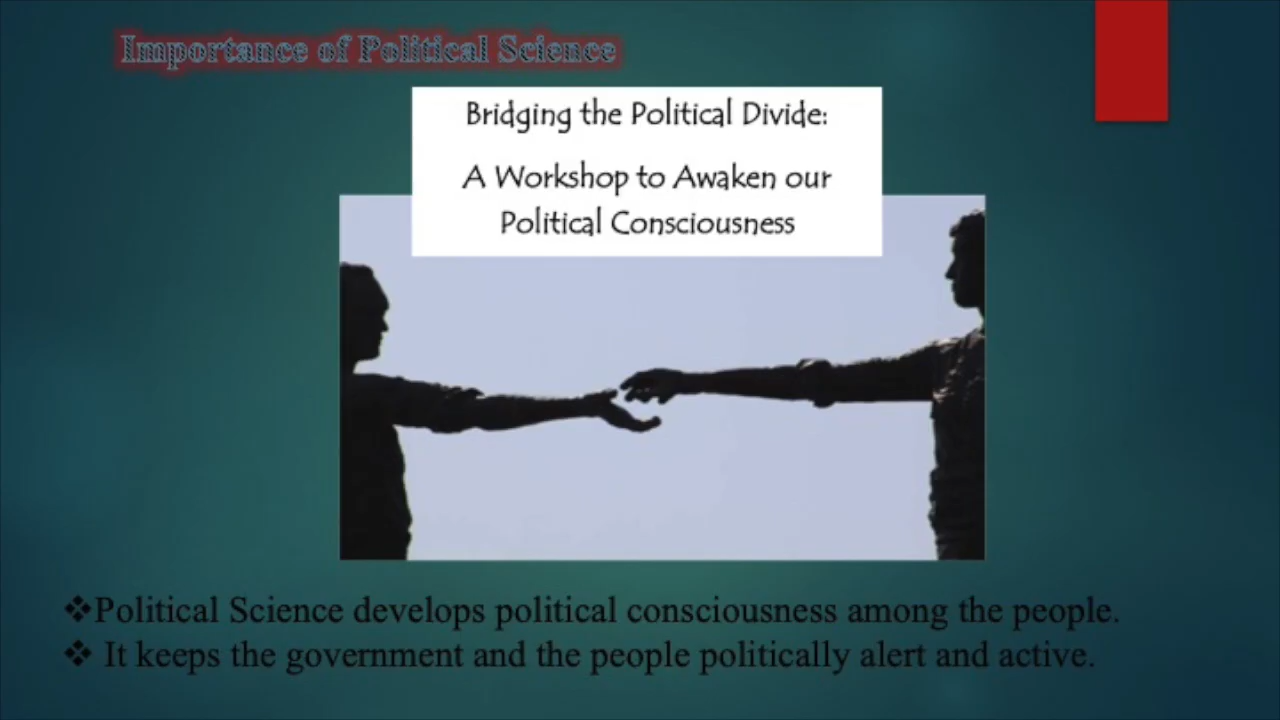 Importance of Political Science
Bridging the Political Divide:
A Workshop to Awaken our
Political Consciousness
❖Political Science develops political consciousness among the people.
❖ It keeps the government and the people politically alert and active.